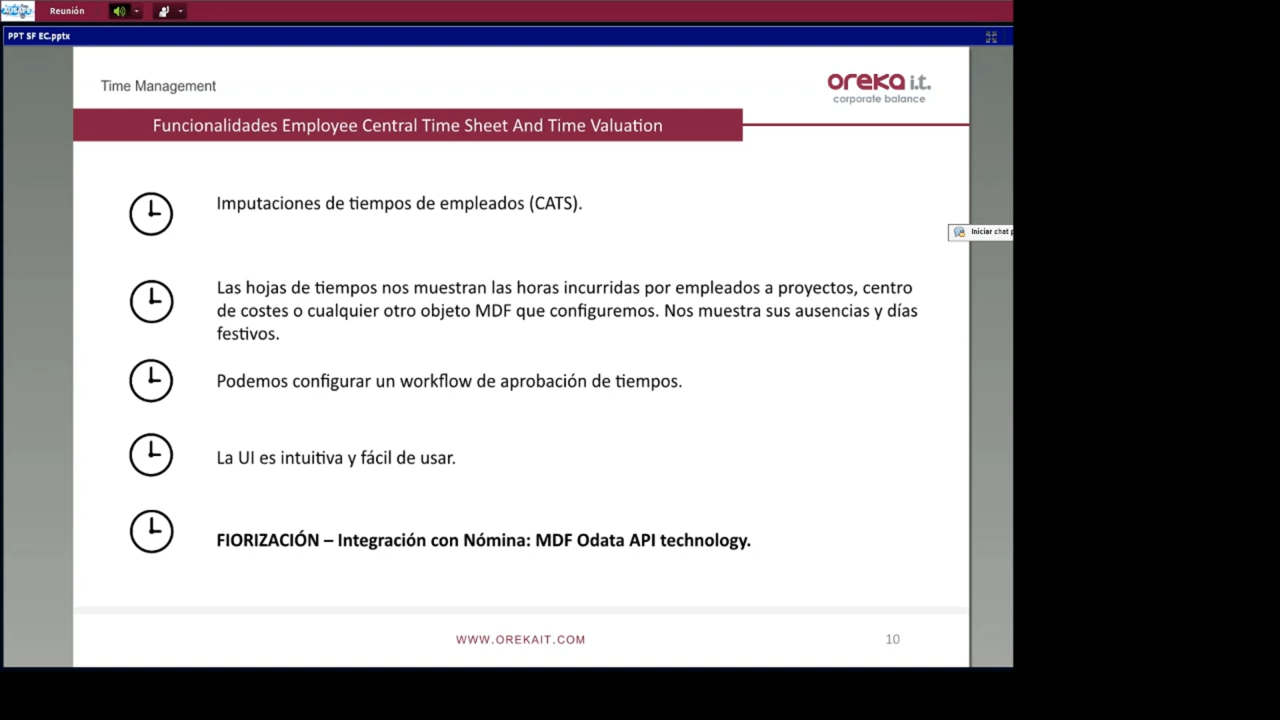 Reunión
PPT SF EC.pptx
Time Management
oreka i.t.
corporate balance
Funcionalidades Employee Central Time Sheet And Time Valuation
Imputaciones de tiempos de empleados (CATS).
Iniciar chat p
Las hojas de tiempos nos muestran las horas incurridas por empleados a proyectos, centro
de costes o cualquier otro objeto MDF que configuremos. Nos muestra sus ausencias y días
festivos.
Podemos configurar un workflow de aprobación de tiempos.
La UI es intuitiva y fácil de usar.
FIORIZACIÓN – Integración con Nómina: MDF Odata API technology.
WWW.OREKAIT.COM
10